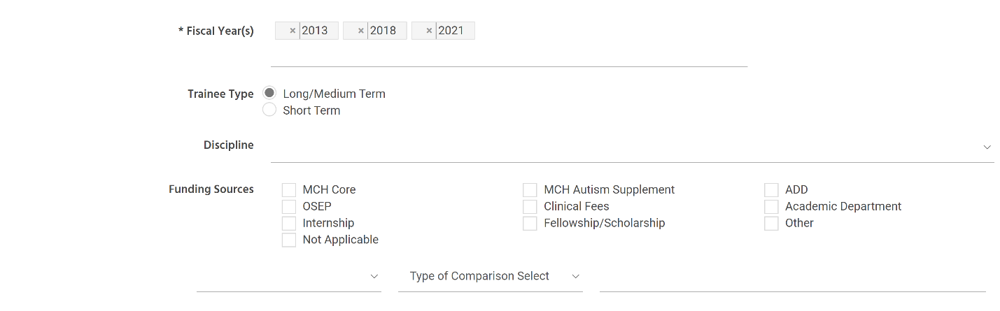 * Fiscal Year(s) × 2013 × 2018 × 2021
Trainee Type Long/Medium Term
Short Term
Discipline
Funding Sources MCH Core MCH Autism Supplement ADD
OSEP Clinical Fees Academic Department
Internship Fellowship/Scholarship Other
Not Applicable
Type of Comparison Select